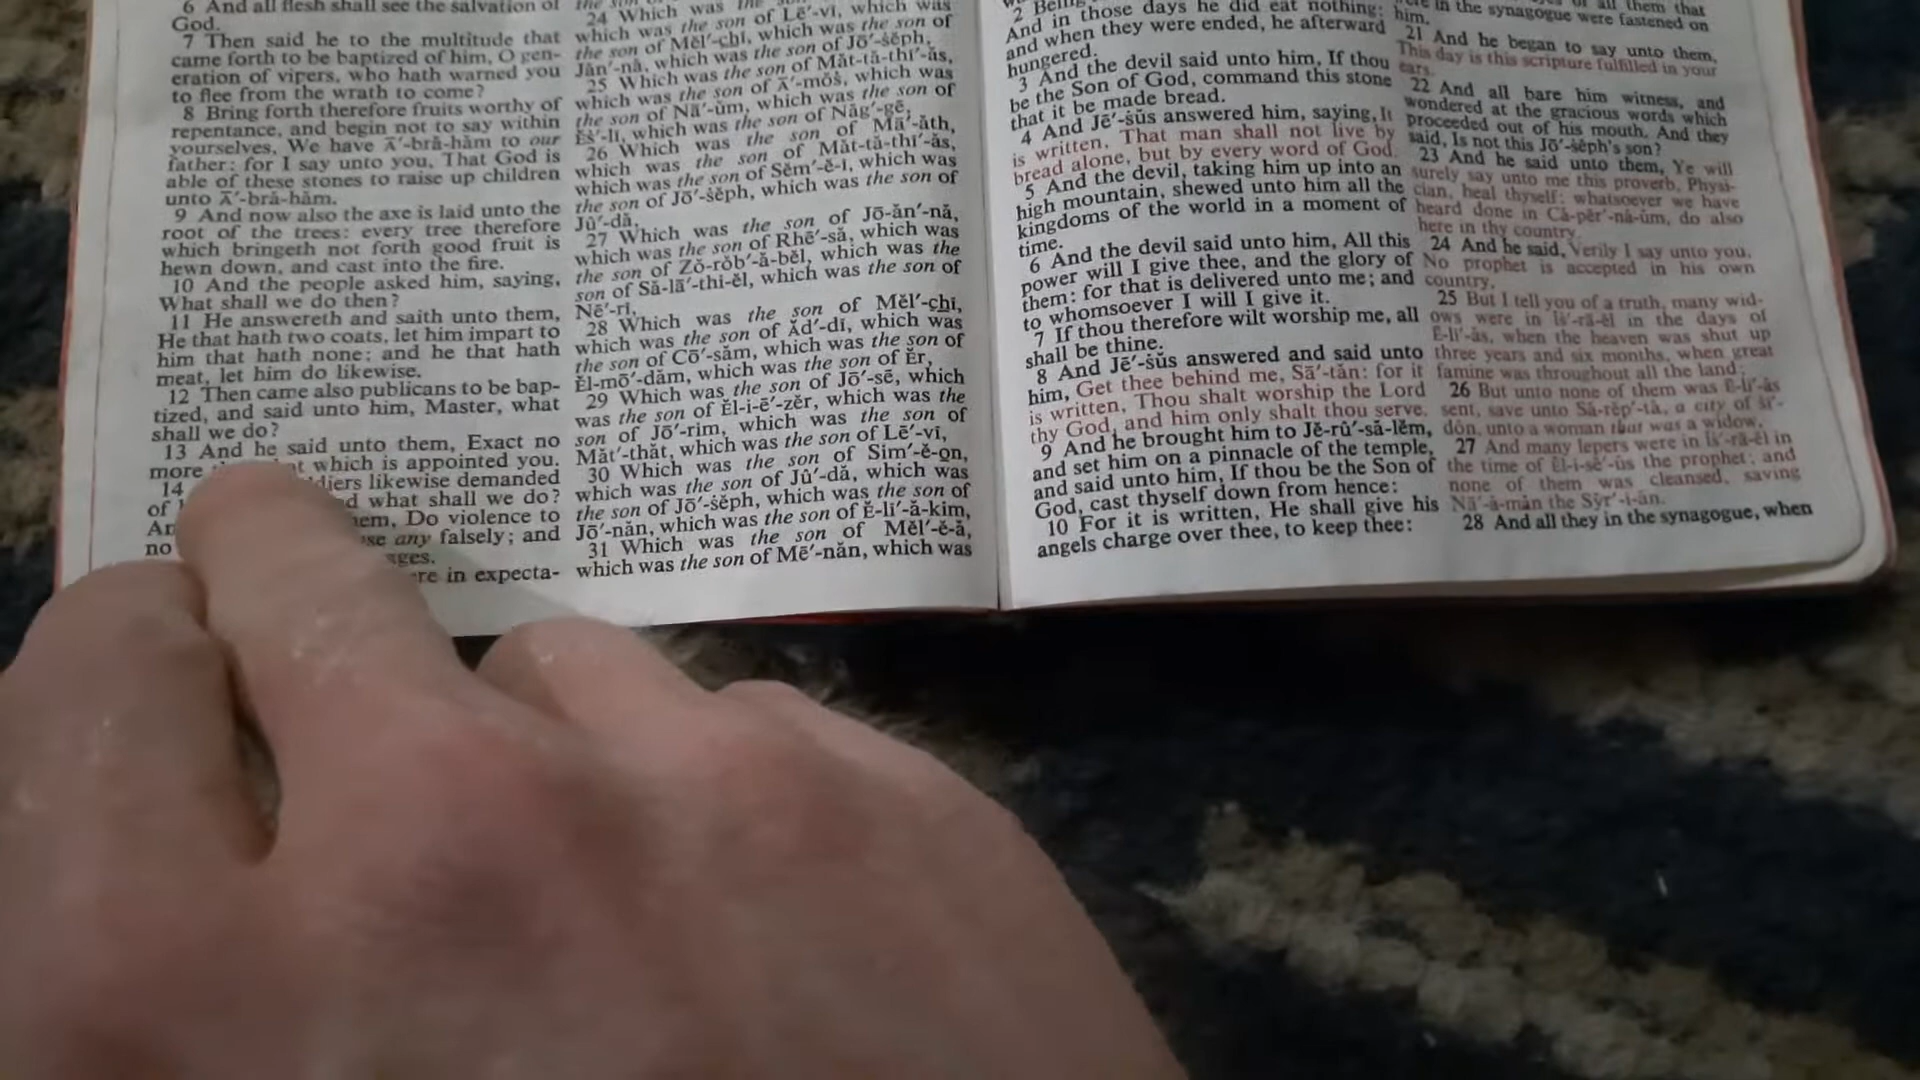 6 And all flesh shall see the salvation of
God.
7 Then said he to the multitude that
came forth to be baptized of him, O gen-
eration of vipers, who hath warned you
to flee from the wrath to come?
8 Bring forth therefore fruits worthy of
repentance, and begin not to say within
yourselves, We have Ā′-bră-hăm to our
father: for I say unto you, That God is
able of these stones to raise up children
unto Ā′-bră-hăm.
9 And now also the axe is laid unto the
root of the trees: every tree therefore
which bringeth not forth good fruit is
hewn down, and cast into the fire.
10 And the people asked him, saying,
What shall we do then?
11 He answereth and saith unto them,
He that hath two coats, let him impart to
him that hath none; and he that hath
meat, let him do likewise.
12 Then came also publicans to be bap-
tized, and said unto him, Master, what
shall we do?
13 And he said unto them, Exact no
more which is appointed you.
14 likewise demanded
of what shall we do?
Do violence to
any falsely; and
no
in expecta-
24 Which was the son of Lē′-vī, which was
the son of Mĕl′-chī, which was the son of
Jăn′-nă, which was the son of Jō′-ṡĕph,
25 Which was the son of Măt-tă-thī′-ăs,
which was the son of Ā′-mŏs, which was
the son of Nā′-ŭm, which was the son of
Ĕṡ′-lī, which was the son of Năg′-gē,
26 Which was the son of Mā′-ăth,
which was the son of Măt-tă-thī′-ăs,
which was the son of Sĕm′-ĕ-ī, which was
the son of Jō′-ṡĕph, which was the son of
Jū′-dă,
27 Which was the son of Jō-ăn′-nă,
which was the son of Rhē′-să, which was
the son of Zŏ-rŏb′-ă-bĕl, which was the
son of Să-lā′-thĭ-ĕl, which was the son of
Nē′-rī,
28 Which was the son of Mĕl′-chī,
which was the son of Ăd′-dī, which was
the son of Cō′-săm, which was the son of
Ĕl-mō′-dăm, which was the son of Ĕr,
29 Which was the son of Jō′-sē, which
was the son of Ĕl-i-ē′-zĕr, which was the
son of Jō′-rim, which was the son of
Măt′-thăt, which was the son of Lē′-vī,
30 Which was the son of Sim′-ĕ-on,
which was the son of Jū′-dă, which was
the son of Jō′-ṡĕph, which was the son of
Jō′-năn, which was the son of Ĕ-lī′-ă-kim,
31 Which was the son of Mĕl′-ĕ-ă,
which was the son of Mē′-năn, which was
And in those days he did eat nothing:
and when they were ended, he afterward
hungered.
3 And the devil said unto him, If thou
be the Son of God, command this stone
that it be made bread.
4 And Jē′-ṡŭs answered him, saying, It
is written, That man shall not live by
bread alone, but by every word of God.
5 And the devil, taking him up into an
high mountain, shewed unto him all the
kingdoms of the world in a moment of
time.
6 And the devil said unto him, All this
power will I give thee, and the glory of
them: for that is delivered unto me; and
to whomsoever I will I give it.
7 If thou therefore wilt worship me, all
shall be thine.
8 And Jē′-ṡŭs answered and said unto
him, Get thee behind me, Sā′-tăn: for it
is written, Thou shalt worship the Lord
thy God, and him only shalt thou serve.
9 And he brought him to Jĕ-rû′-să-lĕm,
and set him on a pinnacle of the temple,
and said unto him, If thou be the Son of
God, cast thyself down from hence:
10 For it is written, He shall give his
angels charge over thee, to keep thee:
of all them that
were in the synagogue were fastened on
him.
21 And he began to say unto them,
This day is this scripture fulfilled in your
ears.
22 And all bare him witness, and
wondered at the gracious words which
proceeded out of his mouth. And they
said, Is not this Jō′-ṡĕph's son?
23 And he said unto them, Ye will
surely say unto me this proverb, Physi-
cian, heal thyself: whatsoever we have
heard done in Că-pĕr′-nă-ŭm, do also
here in thy country.
24 And he said, Verily I say unto you,
No prophet is accepted in his own
country.
25 But I tell you of a truth, many wid-
ows were in Iṡ′-ră-ĕl in the days of
Ĕ-lī′-ăs, when the heaven was shut up
three years and six months, when great
famine was throughout all the land;
26 But unto none of them was Ĕ-lī′-ăs
sent, save unto Să-rĕp′-tă, a city of Sī′-
dŏn, unto a woman that was a widow.
27 And many lepers were in Iṡ′-ră-ĕl in
the time of Ĕl-i-sē′-ŭs the prophet; and
none of them was cleansed, saving
Nā′-ă-măn the Sўr′-i-ăn.
28 And all they in the synagogue, when